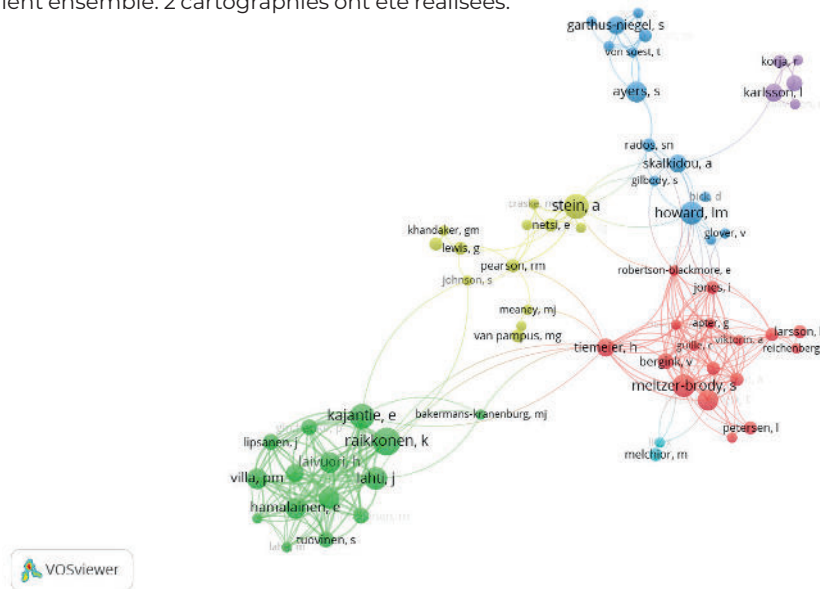 ient ensemble. 2 cartographies ont été réalisées.
garthus-niegel, s
von soest, t
korja, r
ayers, s
karlsson, l
rados, sn
skalkidou, a
gilbody, s
bick, d
stein, a
howard, lm
netsi, e
khandaker, gm
glover, v
lewis, g
pearson, rm
robertson-blackmore, e
johnson, s
jones, i
meaney, mj
apter, g
larsson,
van pampus, mg
viktorin, a
tiemeier, h
reichenberg
bergink, v
meltzer-brody, s
kajantie, e
bakermans-kranenburg, mj
petersen, l
lipsanen, j
raikkonen, k
melchior, m
laivuori, h
villa, pm
lahti, j
hamalainen, e
tuovinen, s
VOSviewer